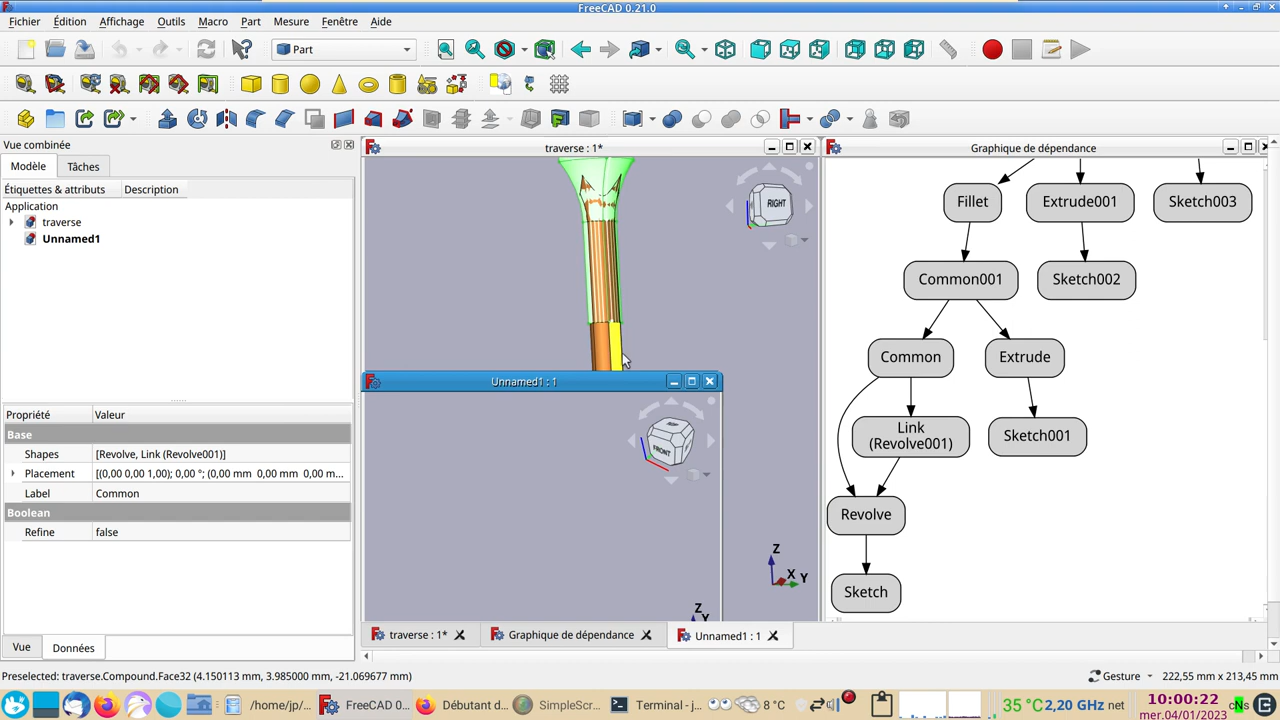 FreeCAD 0.21.0
Fichier Édition Affichage Outils Macro Part Mesure Fenêtre Aide
Part
Vue combinée
Modèle Tâches
Étiquettes & attributs Description
Application
traverse
Unnamed1
Propriété Valeur
Base
Shapes [Revolve, Link (Revolve001)]
Placement [(0,00 0,00 1,00); 0,00 °; (0,00 mm 0,00 mm 0,00 m...
Label Common
Boolean
Refine false
Vue Données
traverse : 1*
RIGHT
Z
X
Y
Unnamed1 : 1
FRONT
Z
Y
Graphique de dépendance
Fillet Extrude001 Sketch003
Common001 Sketch002
Common Extrude
Link
(Revolve001)
Sketch001
Revolve
Sketch
traverse : 1* Graphique de dépendance Unnamed1 : 1
Preselected: traverse.Compound.Face32 (4.150113 mm, 3.985000 mm, -21.069677 mm)
Gesture 222,55 mm x 213,45 mm
/home/jp/... FreeCAD 0... Début d... SimpleScr... Terminal - j... 8 °C 35 °C 2,20 GHz net
10:00:22
mer.04/01/2023
cNs